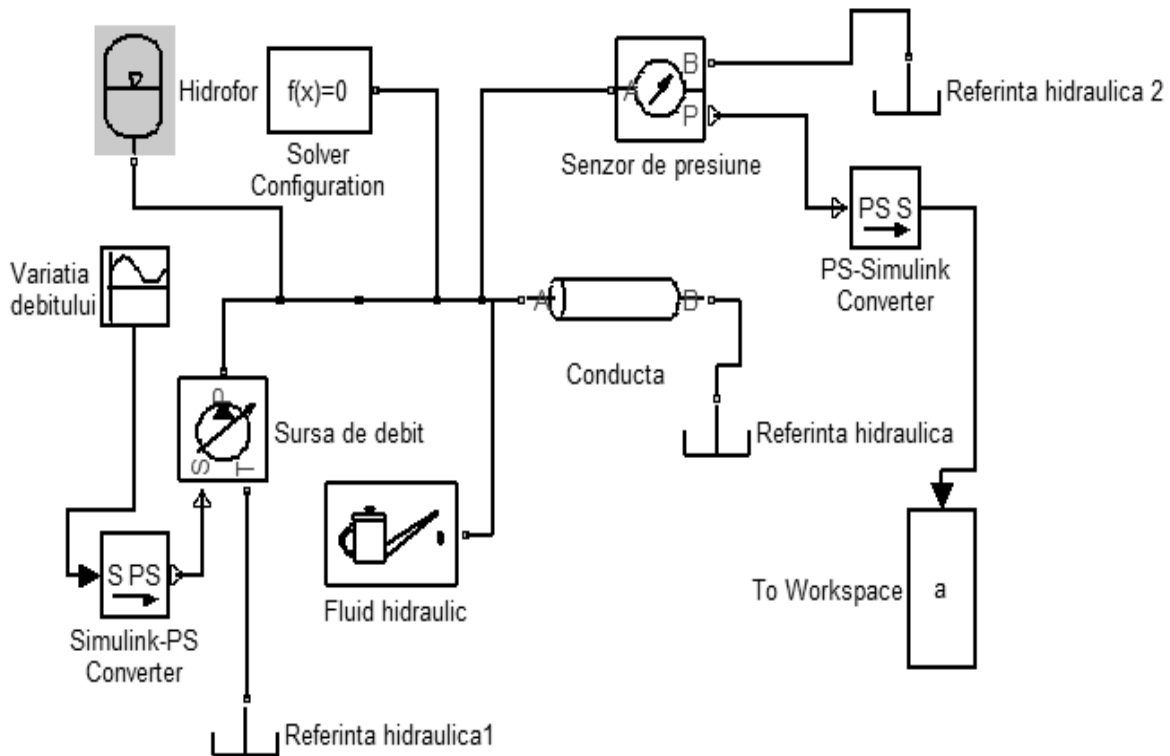 Hidrofor
f(x)=0
Solver
Configuration
A
B
P
Senzor de presiune
Referinta hidraulica 2
PS S
PS-Simulink
Converter
Variatia
debitului
A
B
Conducta
Referinta hidraulica
P
S
T
Sursa de debit
S PS
Simulink-PS
Converter
Fluid hidraulic
To Workspace
a
Referinta hidraulica1